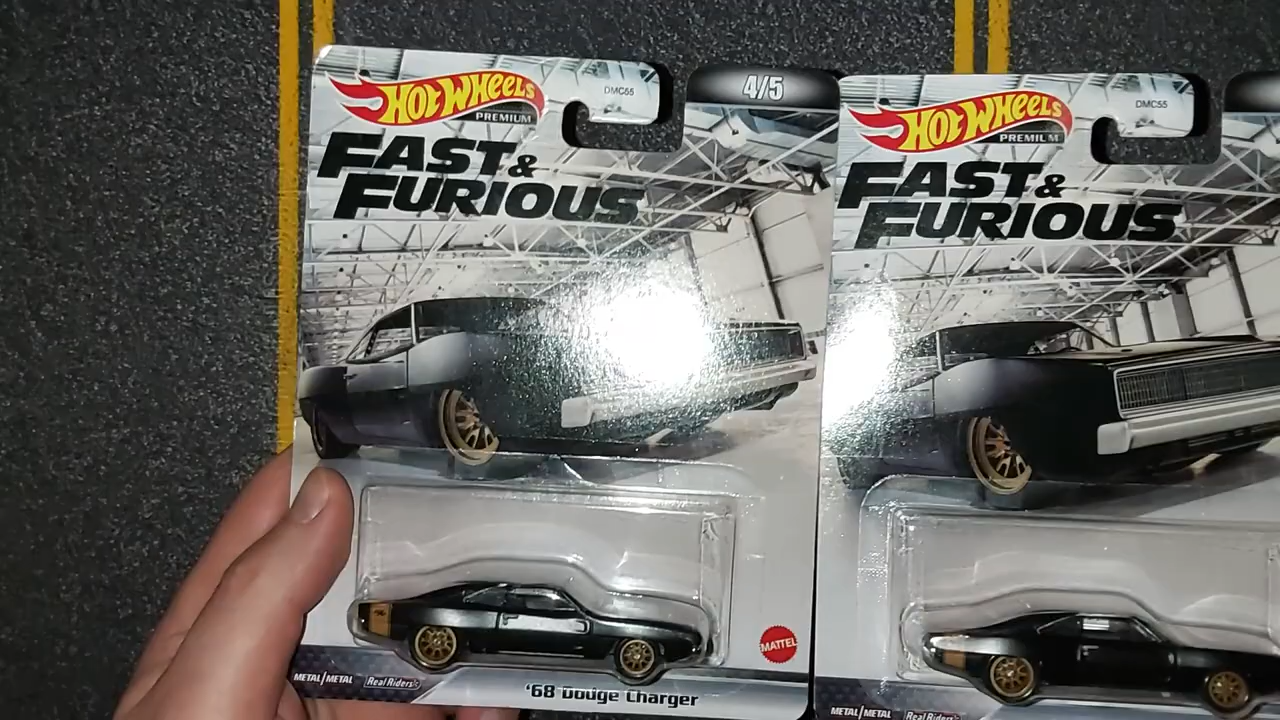 HOT WHEELS
PREMIUM
DMC55
4/5
FAST &
FURIOUS
MATTEL
METAL/METAL
Real Riders
'68 Dodge Charger
HOT WHEELS
PREMIUM
DMC55
FAST &
FURIOUS
METAL/METAL
Real Riders